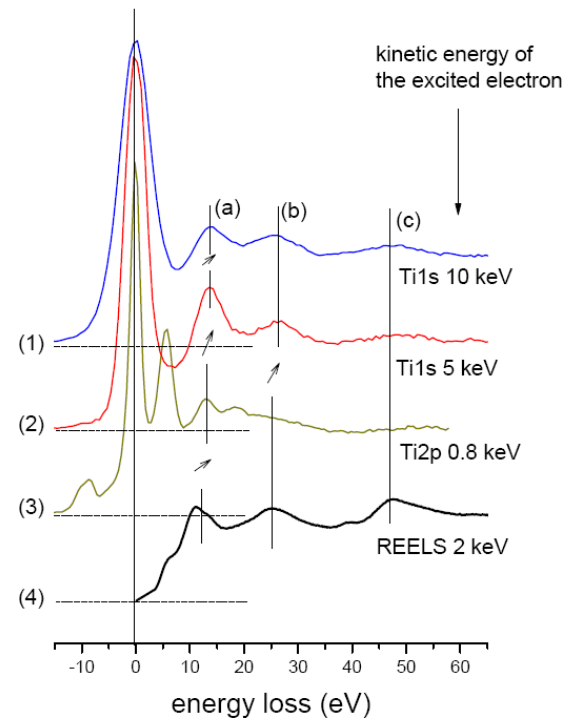 kinetic energy of
the excited electron
(a)
(b)
(c)
Ti1s 10 keV
(1)
Ti1s 5 keV
(2)
Ti2p 0.8 keV
(3)
REELS 2 keV
(4)
-10 0 10 20 30 40 50 60
energy loss (eV)